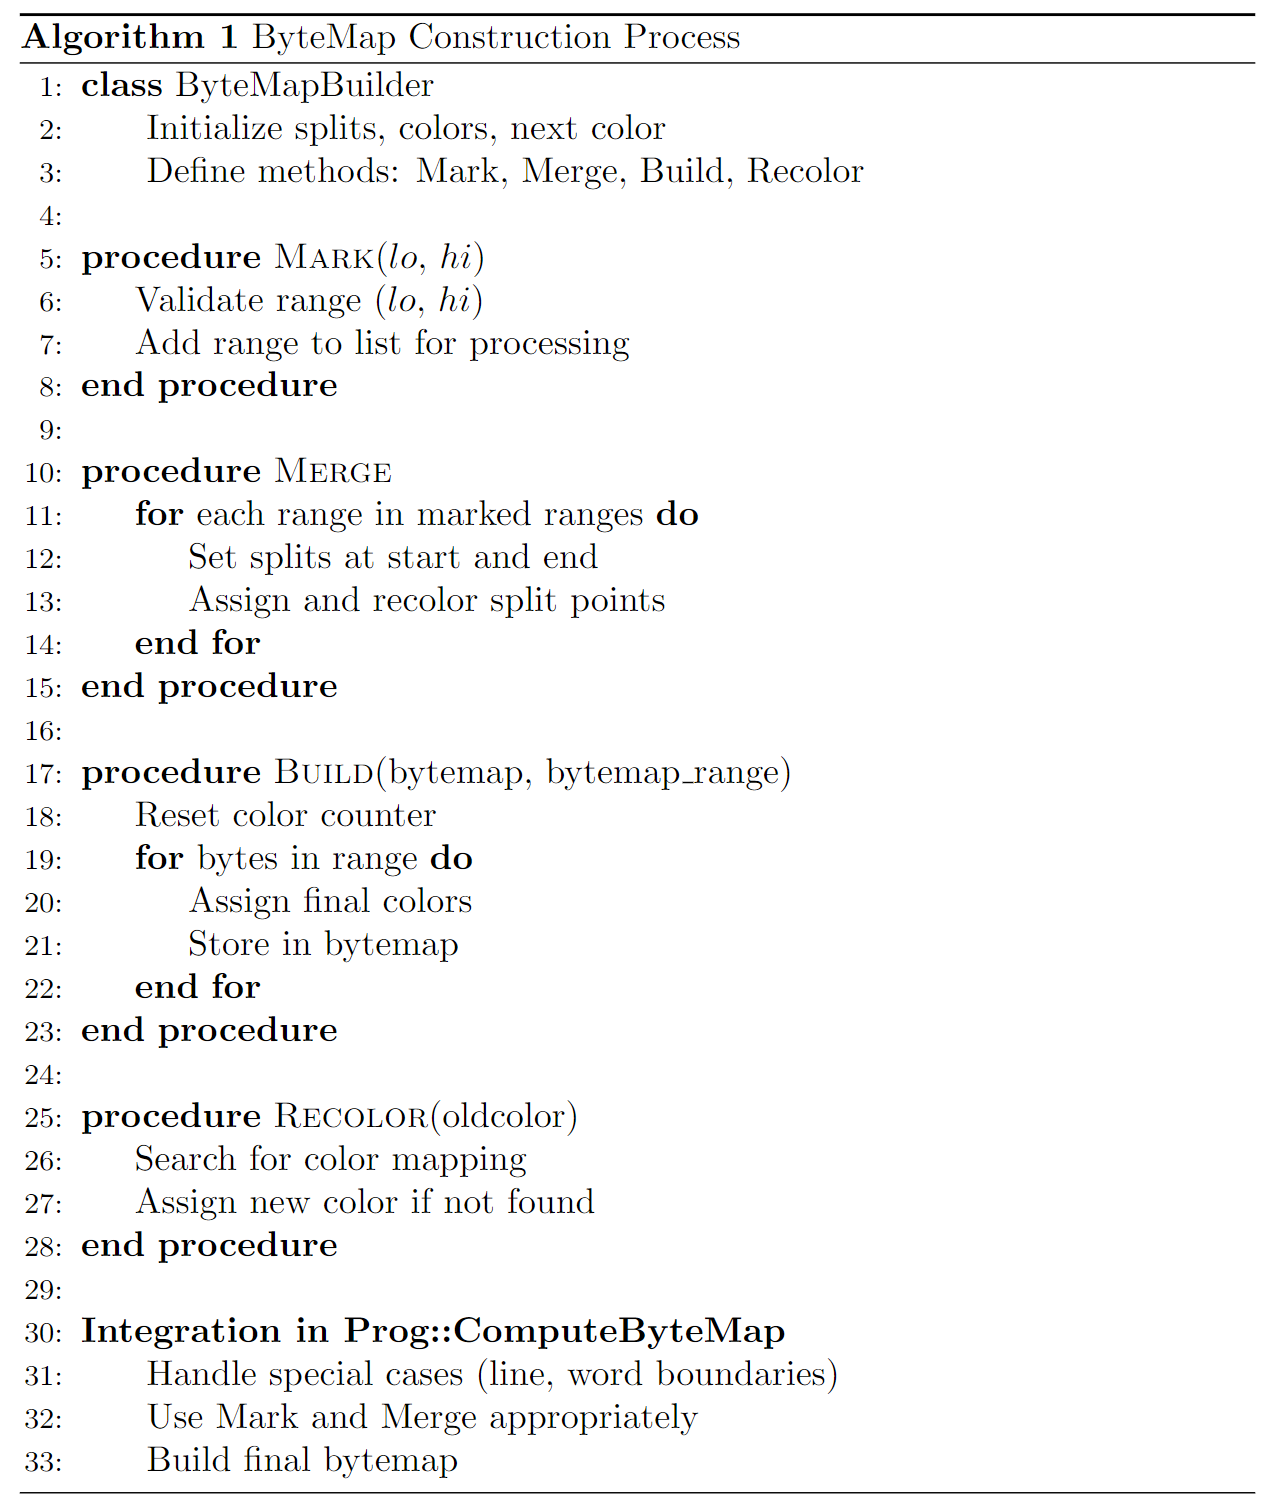 Algorithm 1 ByteMap Construction Process
1: class ByteMapBuilder
2: Initialize splits, colors, next color
3: Define methods: Mark, Merge, Build, Recolor
4:
5: procedure MARK(lo, hi)
6: Validate range (lo, hi)
7: Add range to list for processing
8: end procedure
9:
10: procedure MERGE
11: for each range in marked ranges do
12: Set splits at start and end
13: Assign and recolor split points
14: end for
15: end procedure
16:
17: procedure BUILD(bytemap, bytemap_range)
18: Reset color counter
19: for bytes in range do
20: Assign final colors
21: Store in bytemap
22: end for
23: end procedure
24:
25: procedure RECOLOR(oldcolor)
26: Search for color mapping
27: Assign new color if not found
28: end procedure
29:
30: Integration in Prog::ComputeByteMap
31: Handle special cases (line, word boundaries)
32: Use Mark and Merge appropriately
33: Build final bytemap